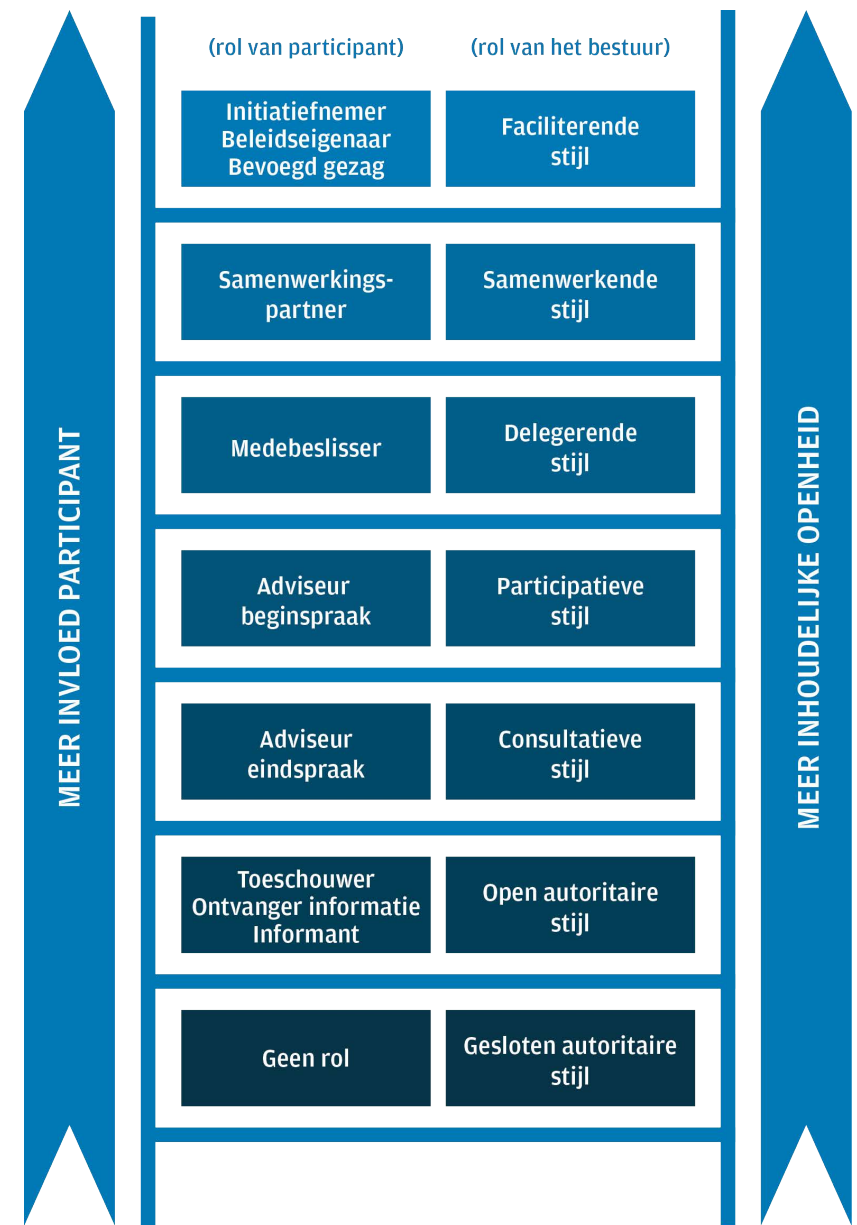 (rol van participant)
(rol van het bestuur)
Initiatiefnemer
Beleidseigenaar
Bevoegd gezag
Faciliterende
stijl
Samenwerkings-
partner
Samenwerkende
stijl
Medebeslisser
Delegerende
stijl
Adviseur
beginspraak
Participatieve
stijl
Adviseur
eindspraak
Consultatieve
stijl
Toeschouwer
Ontvanger informatie
Informant
Open autoritaire
stijl
Geen rol
Gesloten autoritaire
stijl
MEER INVLOED PARTICIPANT
MEER INHOUDELIJKE OPENHEID